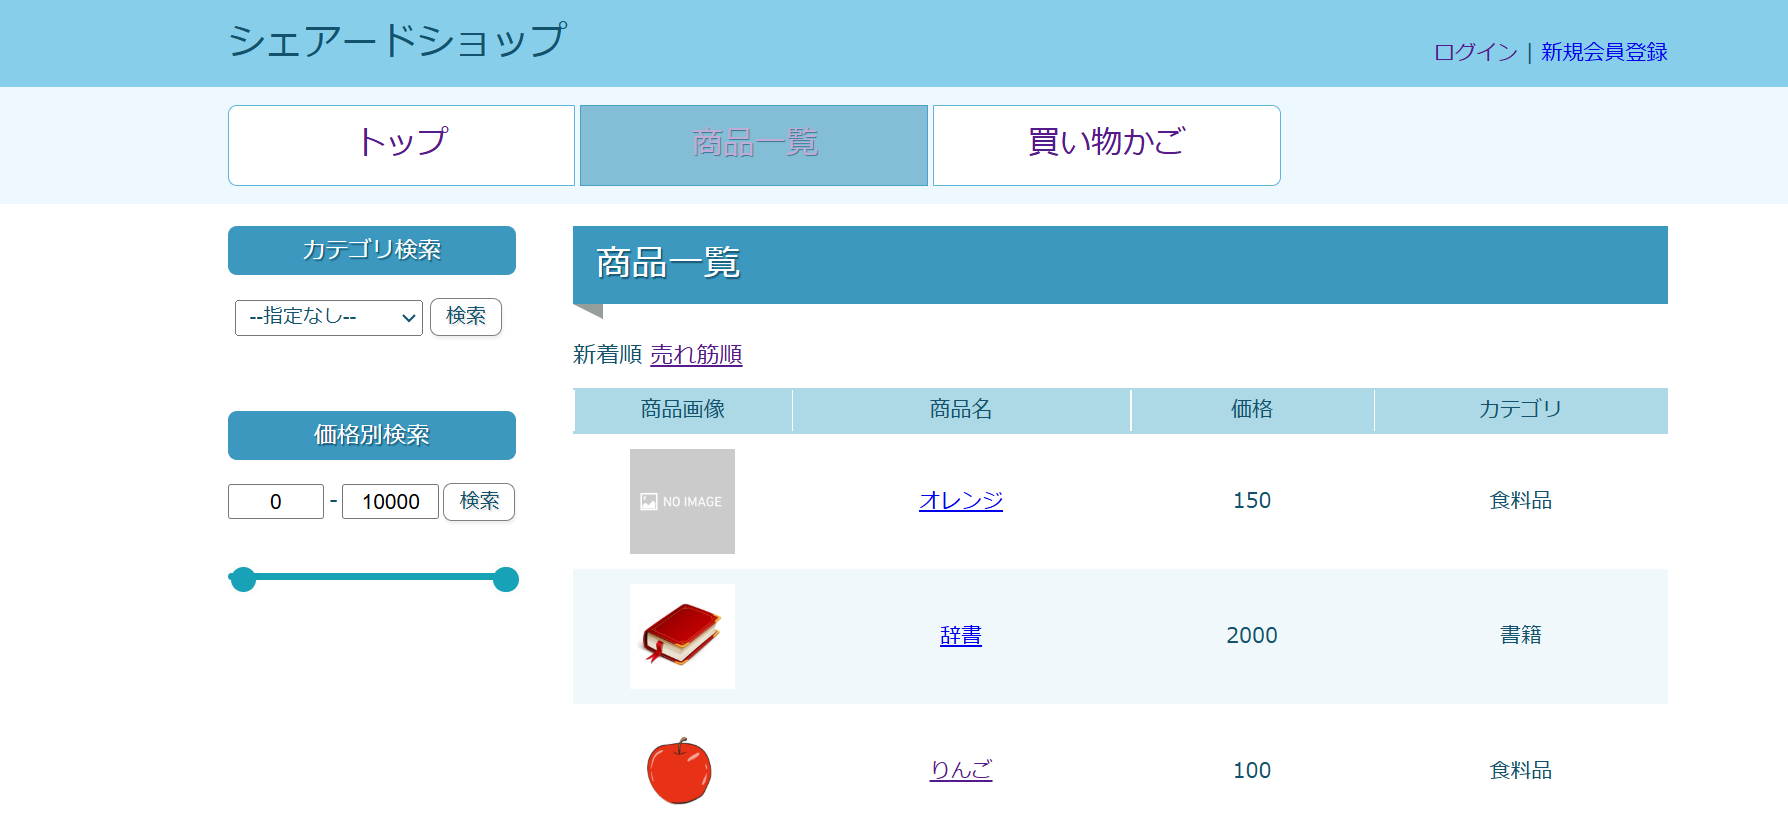 シェアードショップ
ログイン | 新規会員登録
トップ
商品一覧
買い物かご
カテゴリ検索
--指定なし-- 検索
価格別検索
0 - 10000 検索
商品一覧
新着順 売れ筋順
商品画像 商品名 価格 カテゴリ
NO IMAGE オレンジ 150 食料品
辞書 2000 書籍
りんご 100 食料品